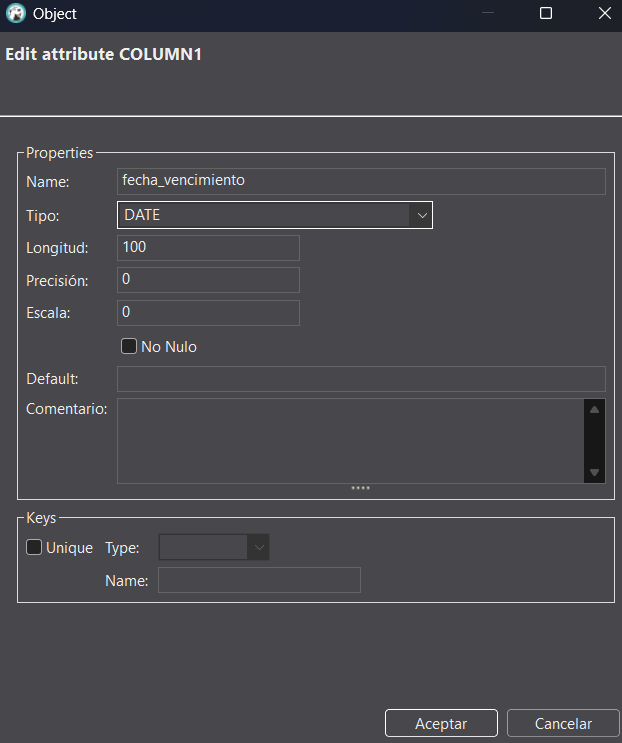 Object
Edit attribute COLUMN1
Properties
Name: fecha_vencimiento
Tipo: DATE
Longitud: 100
Precisión: 0
Escala: 0
No Nulo
Default:
Comentario:
Keys
Unique Type:
Name:
Aceptar Cancelar